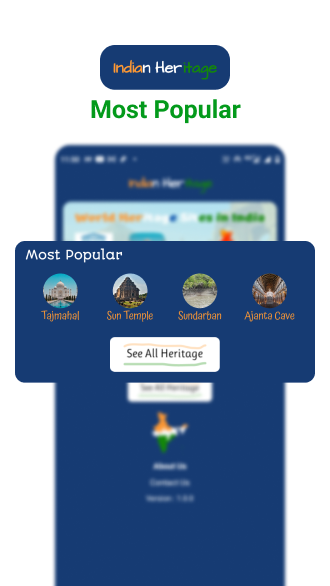 Indian Heritage
Most Popular
Indian Heritage
World Heritage Sites in India
Most Popular
Tajmahal Sun Temple Sundarban Ajanta Cave
See All Heritage
See All Heritage
About Us
Contact Us
Version : 1.0.0